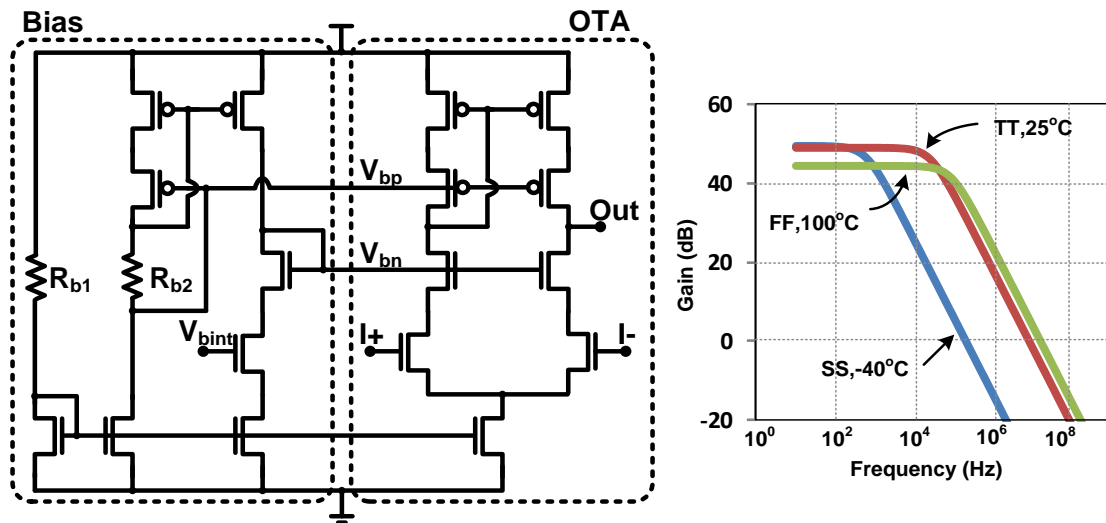 Bias
OTA
V_bp
Out
R_b1
R_b2
V_bn
V_bint
I+
I-
60
40
20
0
-20
Gain (dB)
TT,25°C
FF,100°C
SS,-40°C
10^0
10^2
10^4
10^6
10^8
Frequency (Hz)